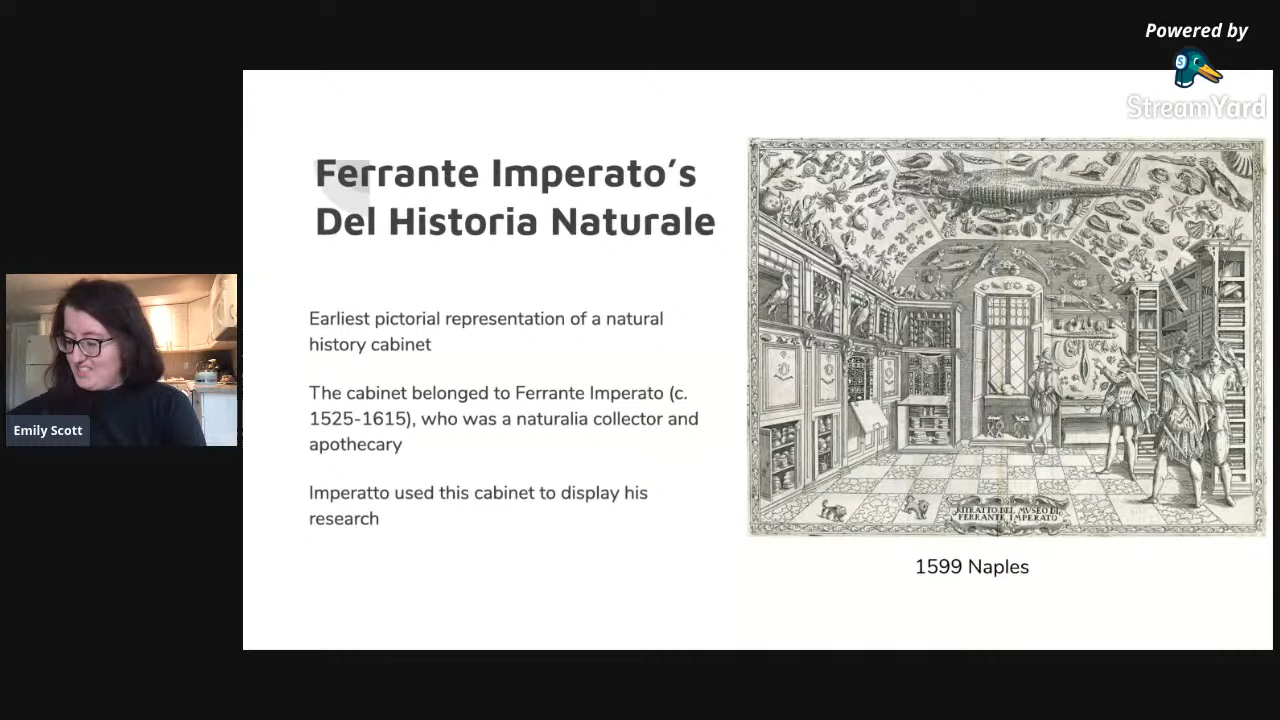 Powered by
StreamYard
Ferrante Imperato’s
Del Historia Naturale
Earliest pictorial representation of a natural
history cabinet
The cabinet belonged to Ferrante Imperato (c.
1525-1615), who was a naturalia collector and
apothecary
Imperatto used this cabinet to display his
research
RITRATTO DEL MVSEO DI
FERRANTE IMPERATO
1599 Naples
Emily Scott